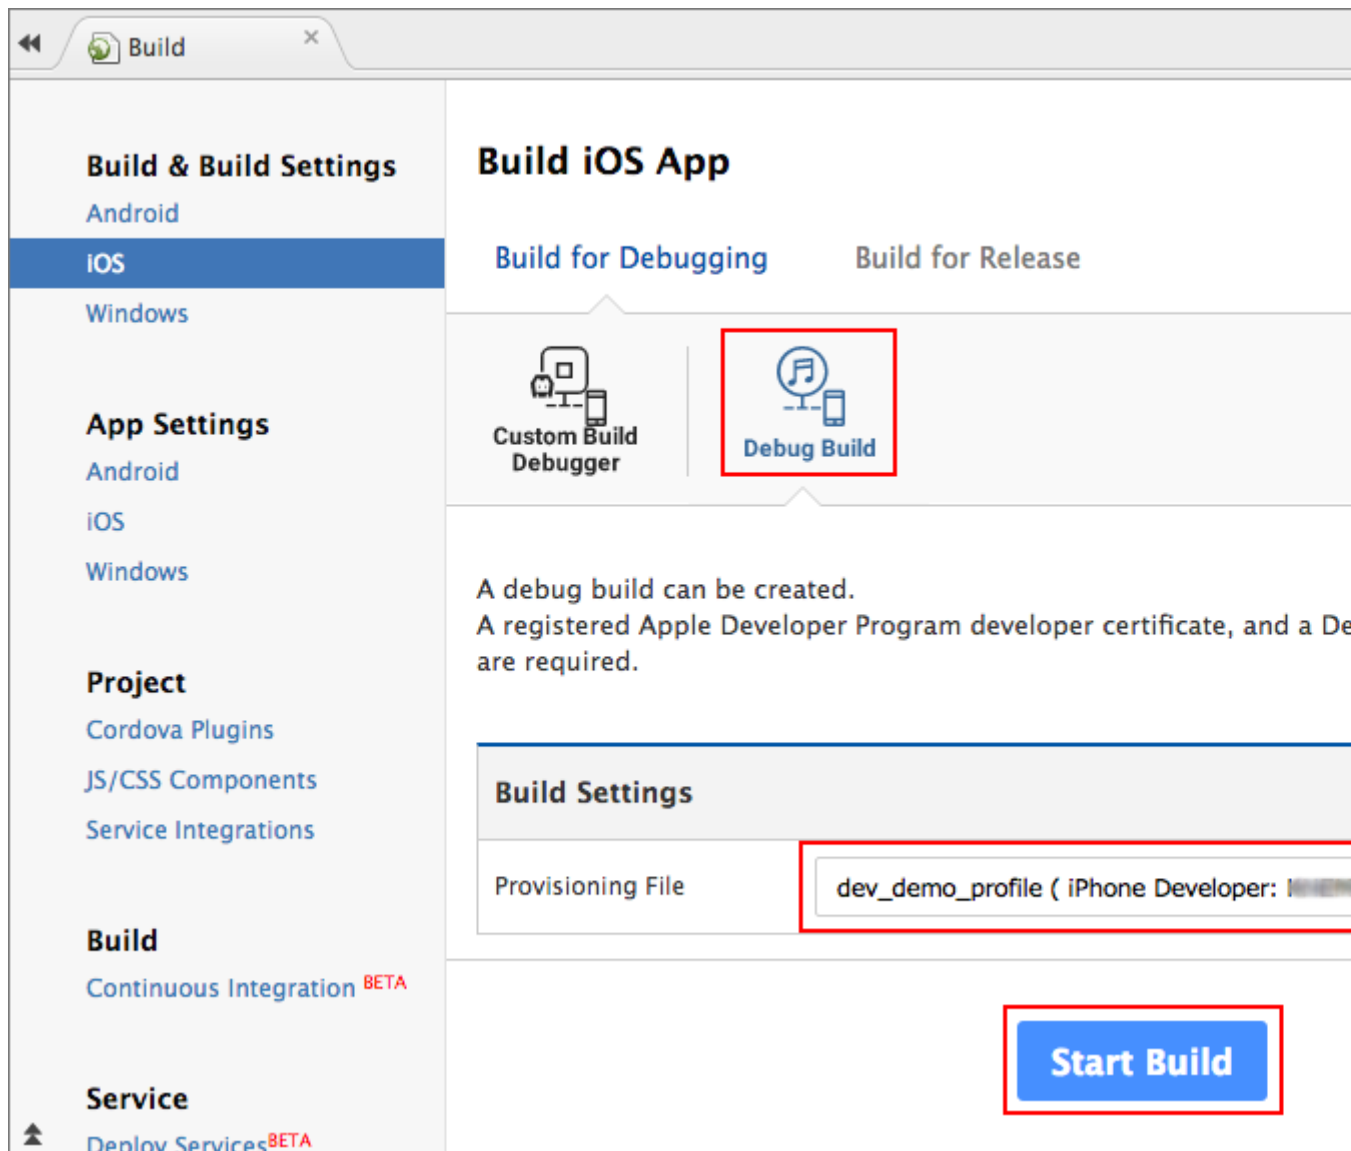 Build
Build & Build Settings
Android
iOS
Windows
App Settings
Android
iOS
Windows
Project
Cordova Plugins
JS/CSS Components
Service Integrations
Build
Continuous Integration BETA
Service
Deploy Services BETA
Build iOS App
Build for Debugging
Build for Release
Custom Build
Debugger
Debug Build
A debug build can be created.
A registered Apple Developer Program developer certificate, and a De
are required.
Build Settings
Provisioning File
dev_demo_profile ( iPhone Developer:
Start Build